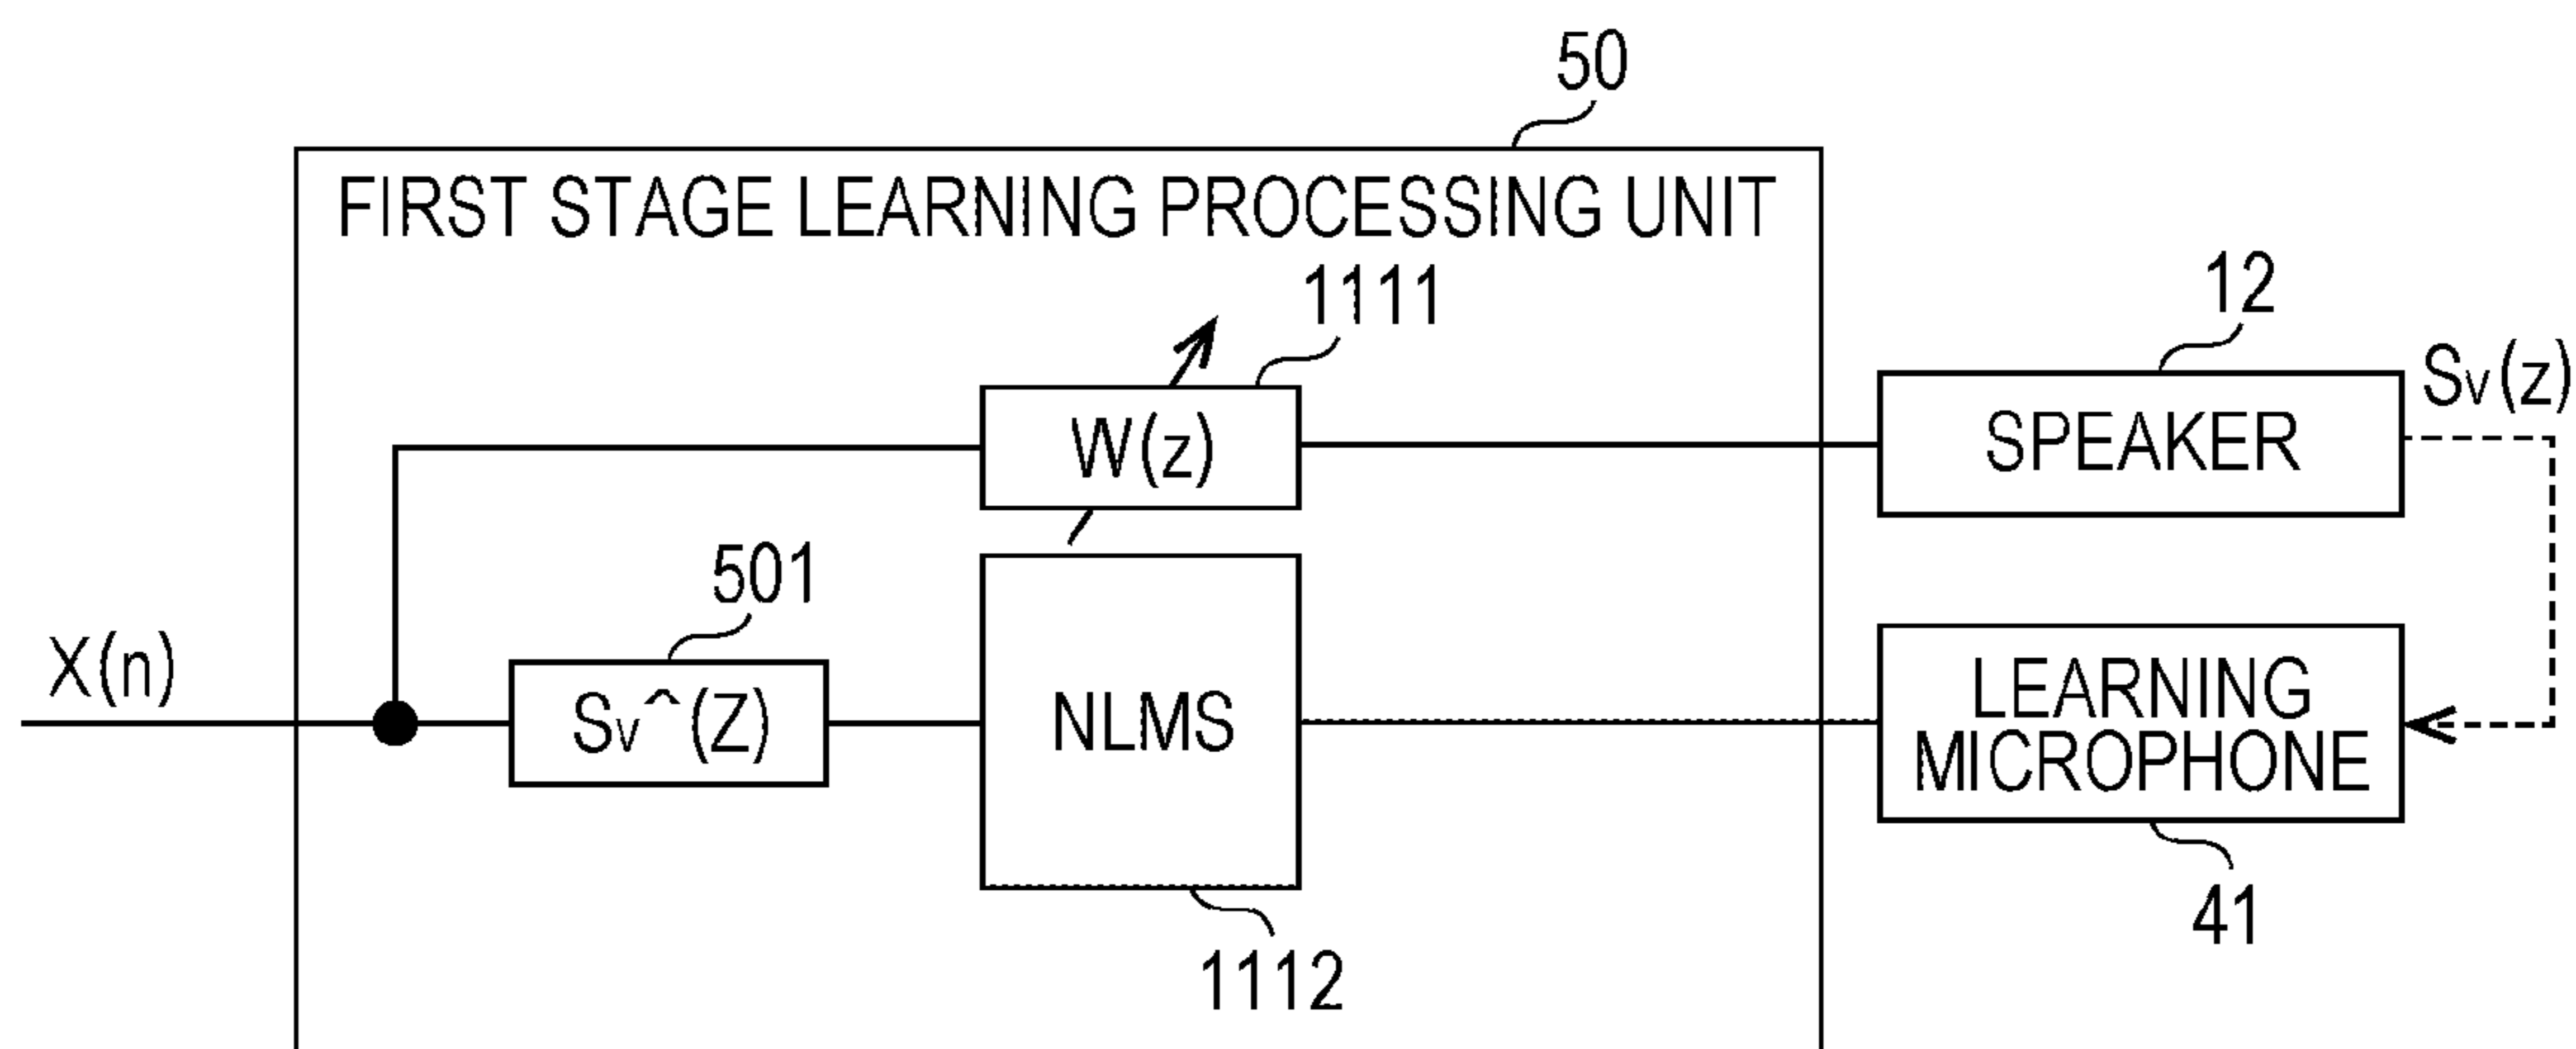 50
FIRST STAGE LEARNING PROCESSING UNIT
1111
12
Sv(z)
W(z)
SPEAKER
501
X(n)
Sv^(Z)
NLMS
LEARNING
MICROPHONE
41
1112